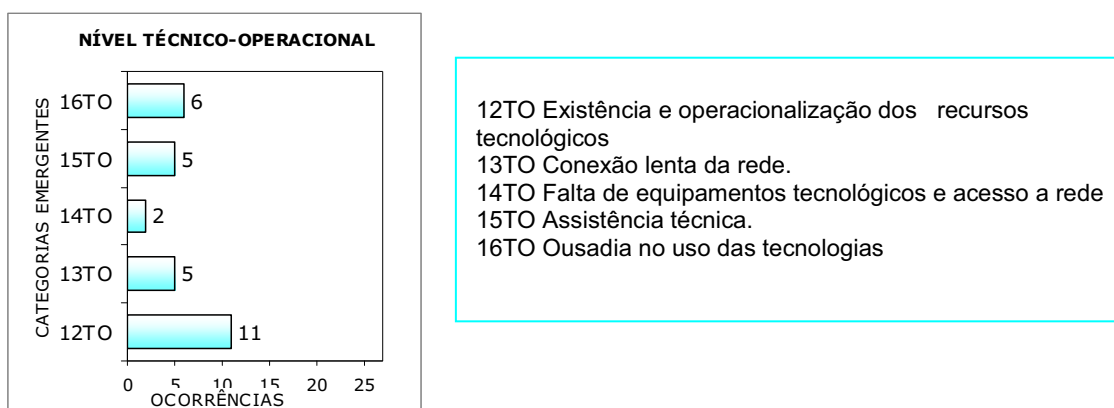 NÍVEL TÉCNICO-OPERACIONAL
CATEGORIAS EMERGENTES
16TO 6
15TO 5
14TO 2
13TO 5
12TO 11
0 5 10 15 20 25
OCORRÊNCIAS
12TO Existência e operacionalização dos recursos
tecnológicos
13TO Conexão lenta da rede.
14TO Falta de equipamentos tecnológicos e acesso a rede
15TO Assistência técnica.
16TO Ousadia no uso das tecnologias